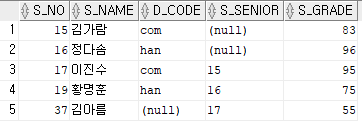 S_NO S_NAME D_CODE S_SENIOR S_GRADE
1 15 김가람 com (null) 83
2 16 정다솜 han (null) 96
3 17 이진수 com 15 95
4 19 황명훈 han 16 75
5 37 김아름 (null) 17 55